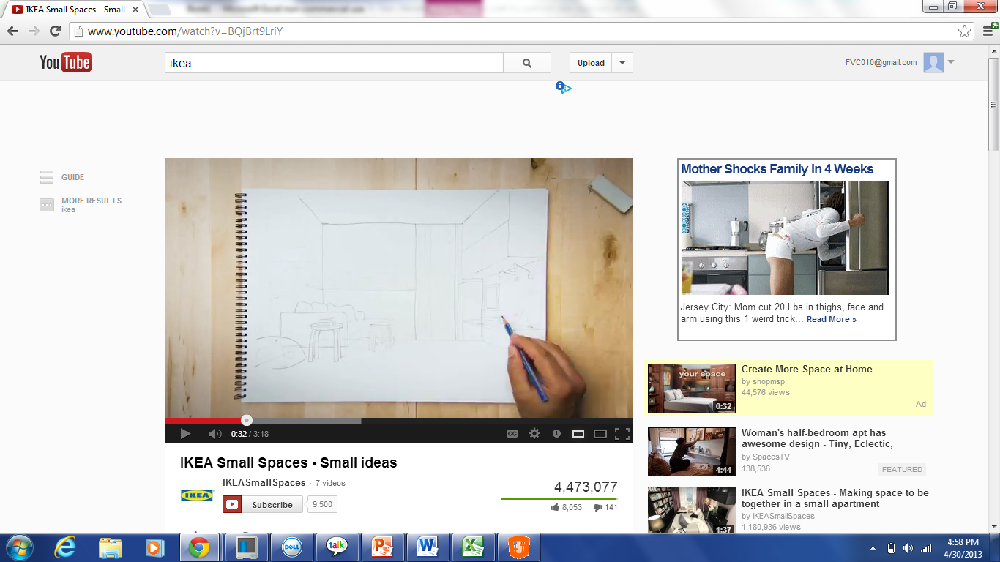 IKEA Small Spaces - Small
www.youtube.com/watch?v=BQjBrt9LriY
YouTube
ikea
Upload
FVC010@gmail.com
GUIDE
MORE RESULTS
ikea
Mother Shocks Family In 4 Weeks
Jersey City: Mom cut 20 Lbs in thighs, face and
arm using this 1 weird trick... Read More »
your space
0:32
Create More Space at Home
by shopmsp
44,576 views
Ad
4:44
Woman's half-bedroom apt has
awesome design - Tiny, Eclectic,
by SpacesTV
138,536
FEATURED
1:37
IKEA Small Spaces - Making space to be
together in a small apartment
by IKEASmallSpaces
1,180,936 views
0:32 / 3:18
CC
IKEA Small Spaces - Small ideas
IKEA
IKEASmallSpaces · 7 videos
Subscribe 9,500
4,473,077
8,053 141
DELL
talk
P
W
X
4:58 PM
4/30/2013